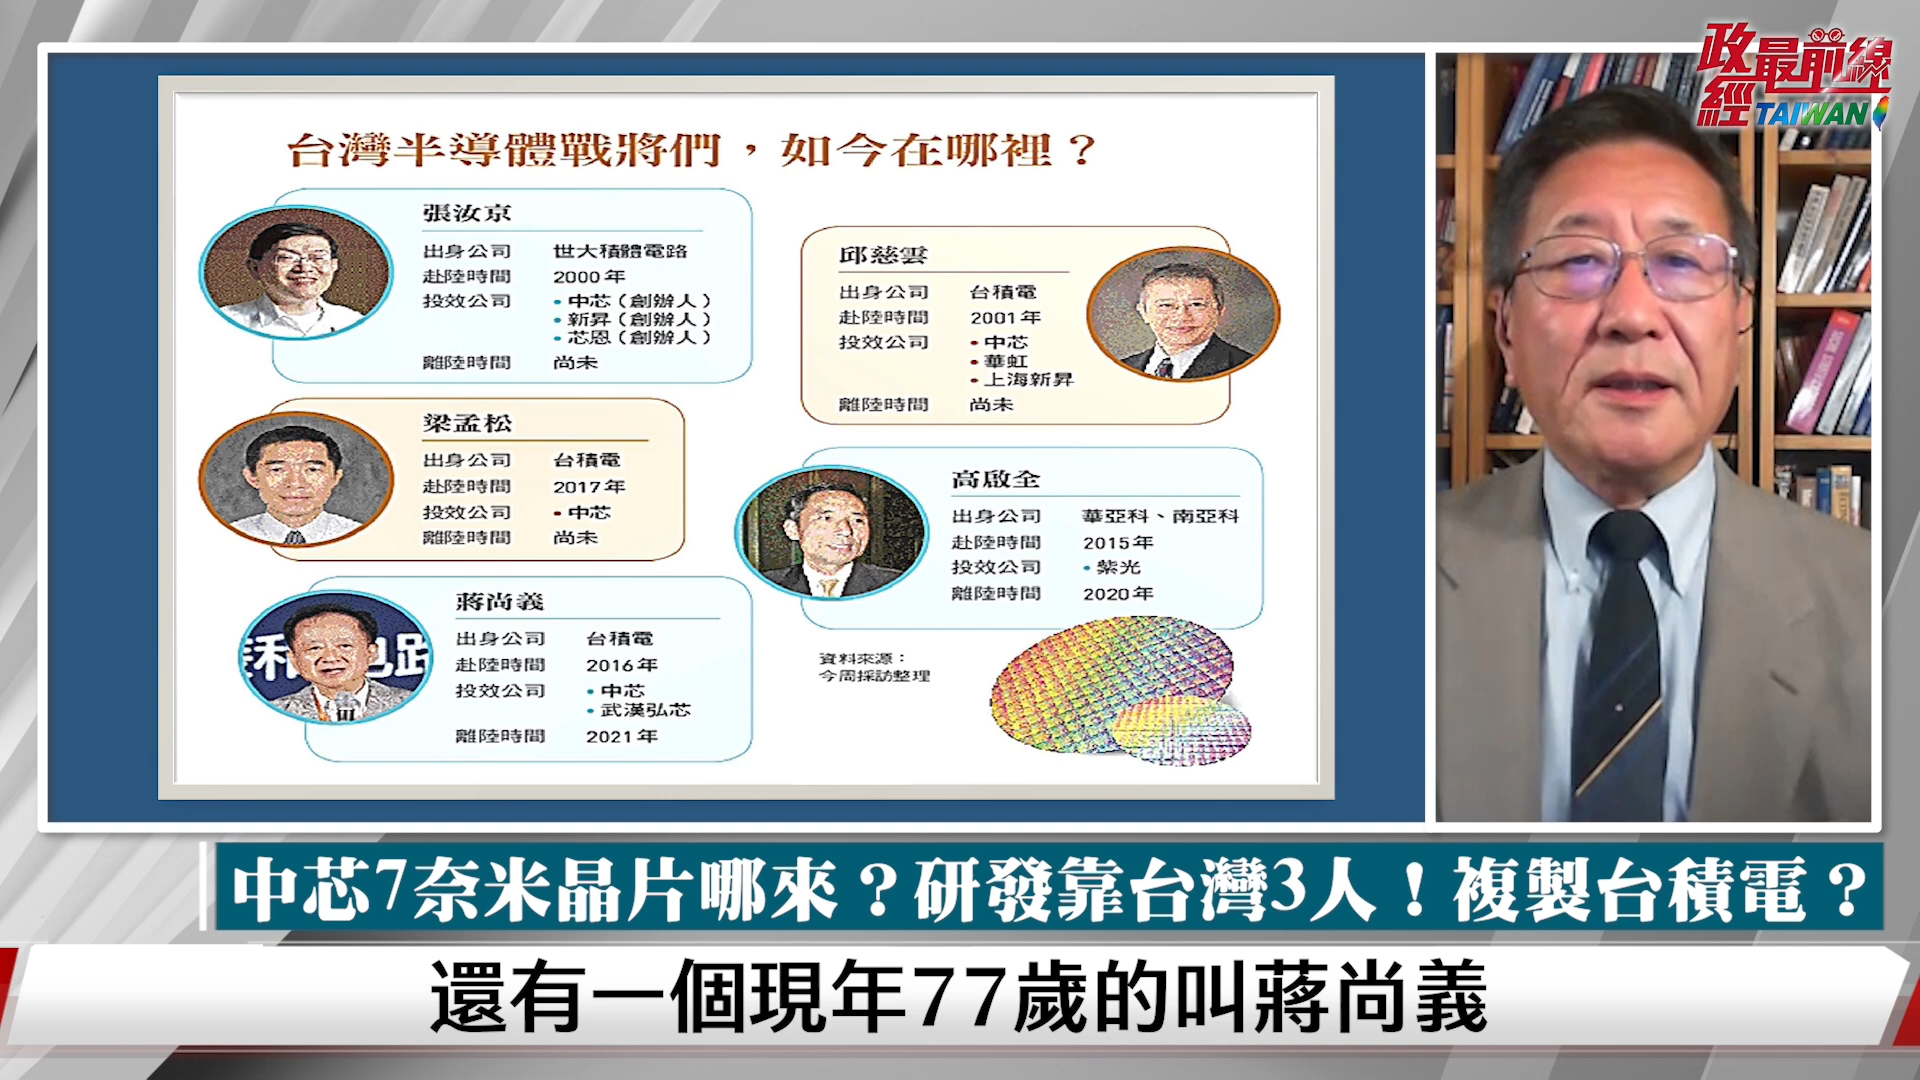 政經最前線
TAIWAN
台灣半導體戰將們，如今在哪裡？
張汝京
出身公司 世大積體電路
赴陸時間 2000年
投效公司 •中芯（創辦人）
•新昇（創辦人）
•芯恩（創辦人）
離陸時間 尚未
邱慈雲
出身公司 台積電
赴陸時間 2001年
投效公司 •中芯
•華虹
•上海新昇
離陸時間 尚未
梁孟松
出身公司 台積電
赴陸時間 2017年
投效公司 •中芯
離陸時間 尚未
高啟全
出身公司 華亞科、南亞科
赴陸時間 2015年
投效公司 •紫光
離陸時間 2020年
蔣尚義
出身公司 台積電
赴陸時間 2016年
投效公司 •中芯
•武漢弘芯
離陸時間 2021年
資料來源：
今周採訪整理
中芯7奈米晶片哪來？研發靠台灣3人！複製台積電？
還有一個現年77歲的叫蔣尚義